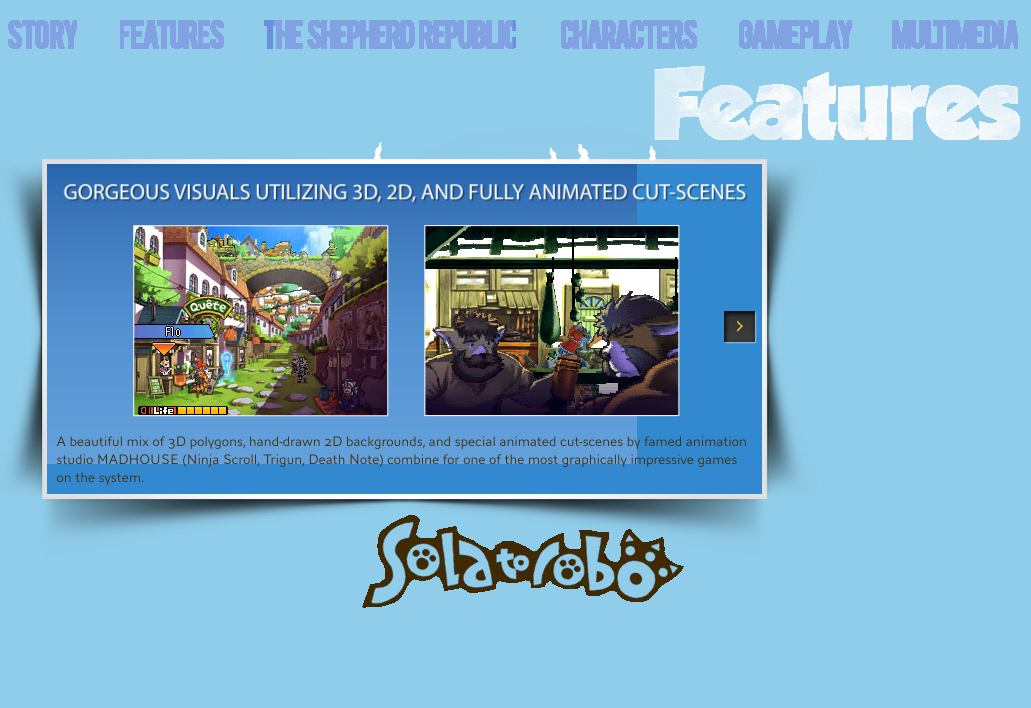 STORY FEATURES THE SHEPHERD REPUBLIC CHARACTERS GAMEPLAY MULTIMEDIA
Features
GORGEOUS VISUALS UTILIZING 3D, 2D, AND FULLY ANIMATED CUT-SCENES
Quête
Flo
Life
A beautiful mix of 3D polygons, hand-drawn 2D backgrounds, and special animated cut-scenes by famed animation
studio MADHOUSE (Ninja Scroll, Trigun, Death Note) combine for one of the most graphically impressive games
on the system.
Solatorobo